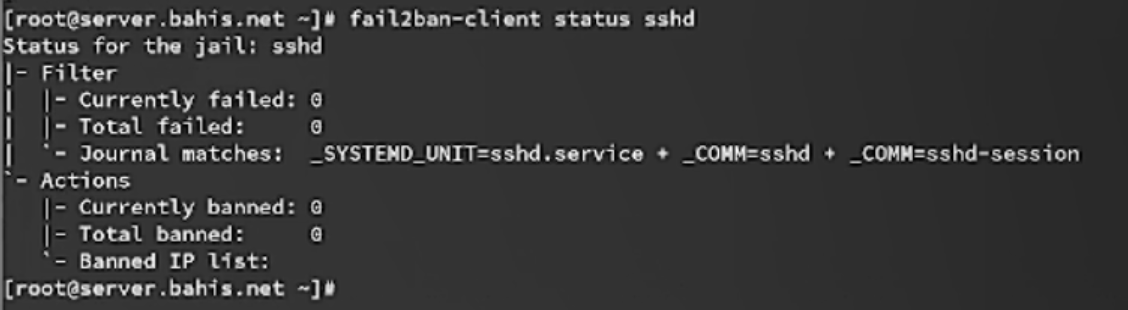 [root@server.bahis.net ~]# fail2ban-client status sshd
Status for the jail: sshd
|- Filter
|  |- Currently failed: 0
|  |- Total failed:     0
|  `- Journal matches:  _SYSTEMD_UNIT=sshd.service + _COMM=sshd + _COMM=sshd-session
`- Actions
   |- Currently banned: 0
   |- Total banned:     0
   `- Banned IP list:
[root@server.bahis.net ~]#